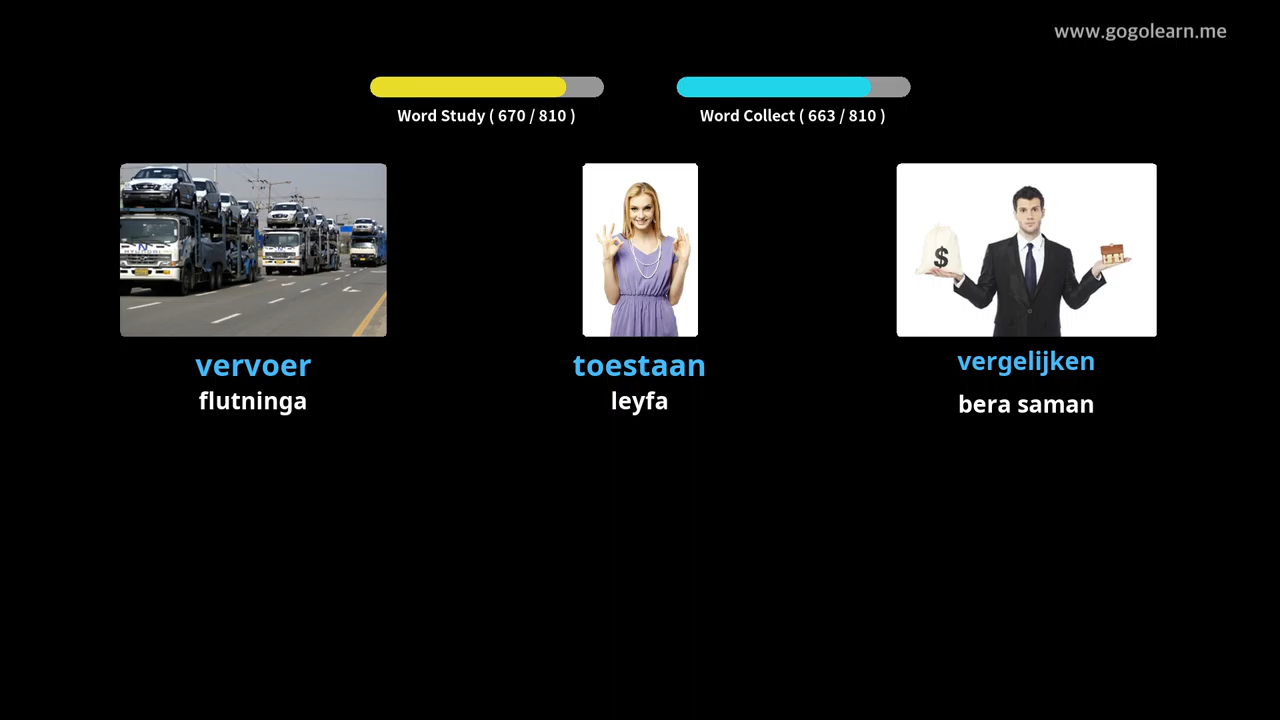 www.gogolearn.me
Word Study ( 670 / 810 )
Word Collect ( 663 / 810 )
$
vervoer
toestaan
vergelijken
flutninga
leyfa
bera saman